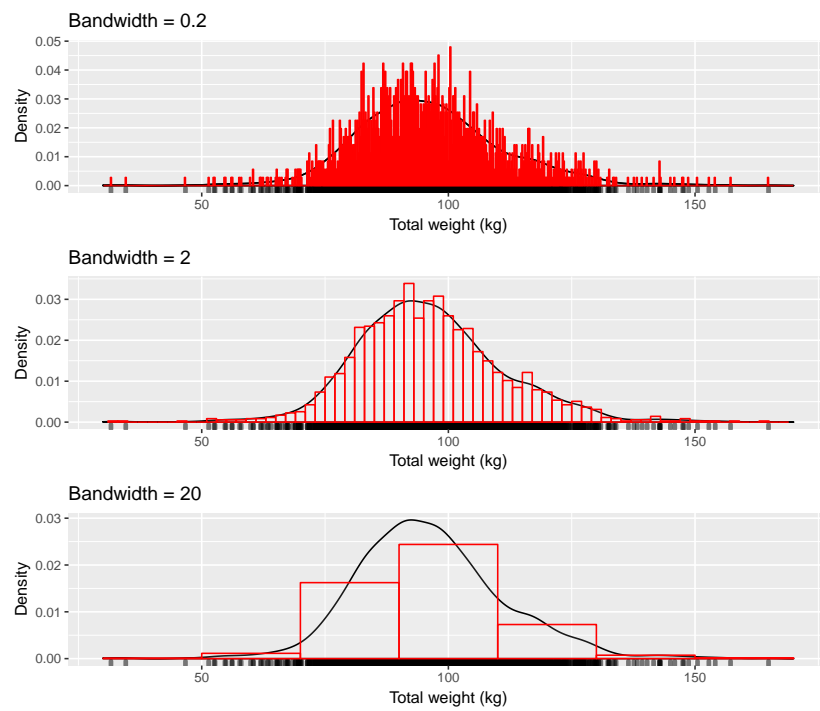 Bandwidth = 0.2
0.05
0.04
0.03
0.02
0.01
0.00
Density
50 100 150
Total weight (kg)
Bandwidth = 2
0.03
0.02
0.01
0.00
Density
50 100 150
Total weight (kg)
Bandwidth = 20
0.03
0.02
0.01
0.00
Density
50 100 150
Total weight (kg)